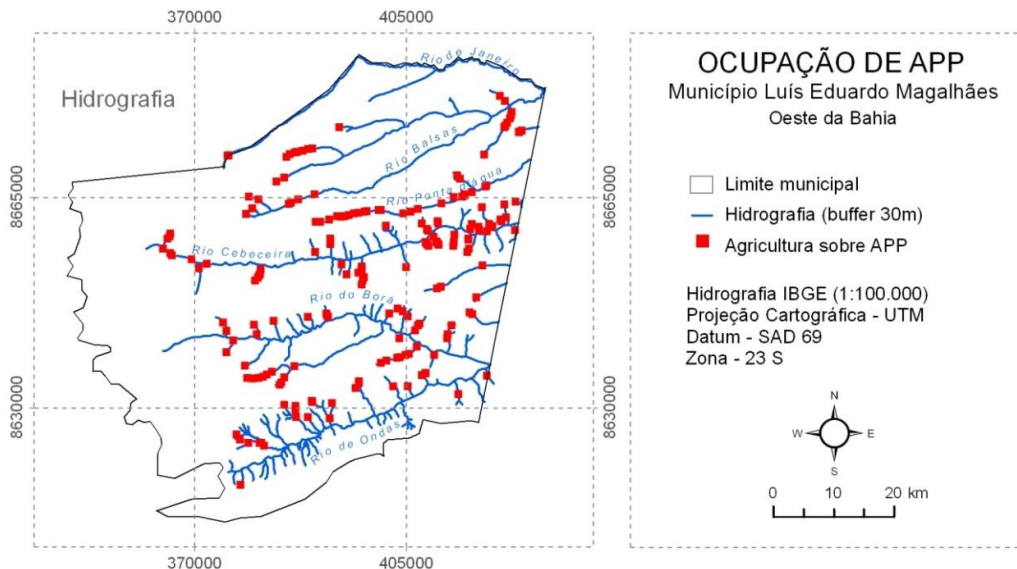 370000
405000
Rio de Janeiro
Hidrografia
Rio Balsas
8665000
Rio Ponta d'água
8665000
Rio Cebeceira
Rio do Borá
8630000
8630000
Rio de Ondas
370000
405000
OCUPAÇÃO DE APP
Município Luís Eduardo Magalhães
Oeste da Bahia
Limite municipal
Hidrografia (buffer 30m)
Agricultura sobre APP
Hidrografia IBGE (1:100.000)
Projeção Cartográfica - UTM
Datum - SAD 69
Zona - 23 S
N
W E
S
0 10 20 km